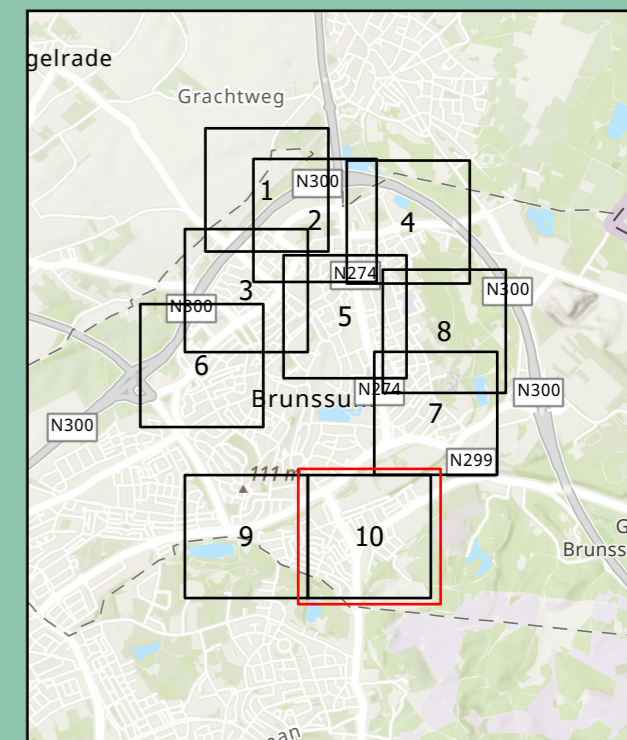 gelrade
Grachtweg
1
N300
2
4
N274
3
N300
N300
5
8
6
N274
N300
Brunssu
7
N300
N299
111 m
9
10
G
Brunss
an